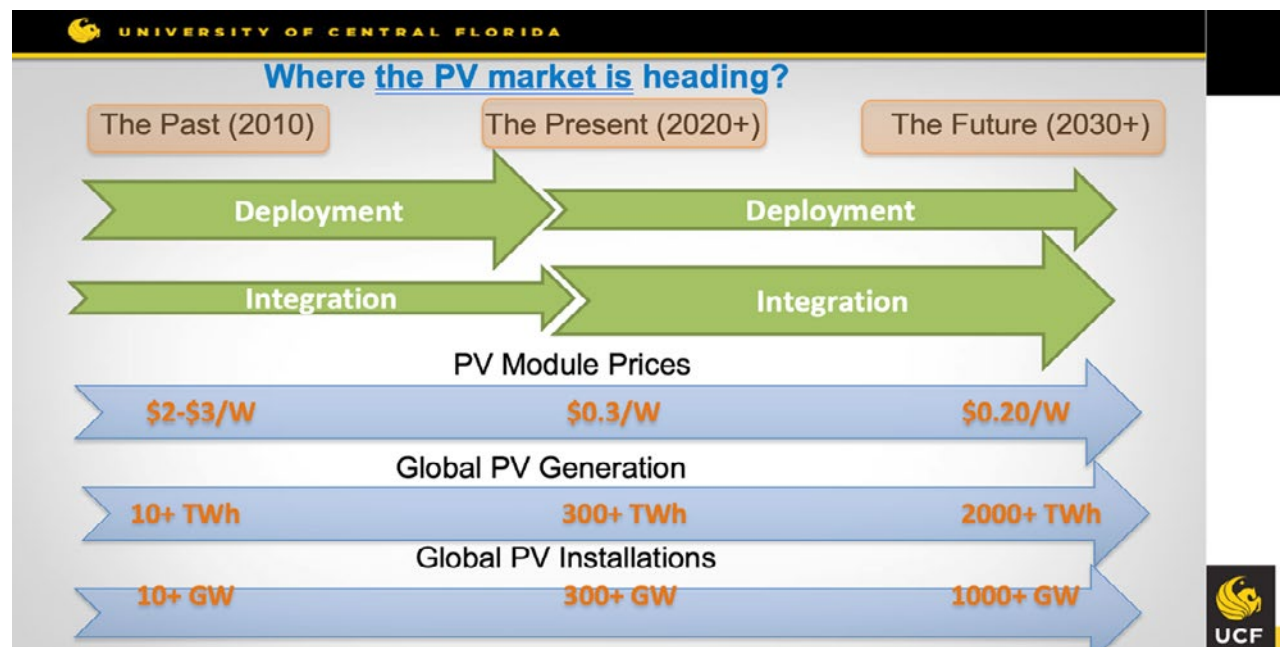 UNIVERSITY OF CENTRAL FLORIDA
Where the PV market is heading?
The Past (2010)
The Present (2020+)
The Future (2030+)
Deployment
Deployment
Integration
Integration
PV Module Prices
$2-$3/W
$0.3/W
$0.20/W
Global PV Generation
10+ TWh
300+ TWh
2000+ TWh
Global PV Installations
10+ GW
300+ GW
1000+ GW
UCF